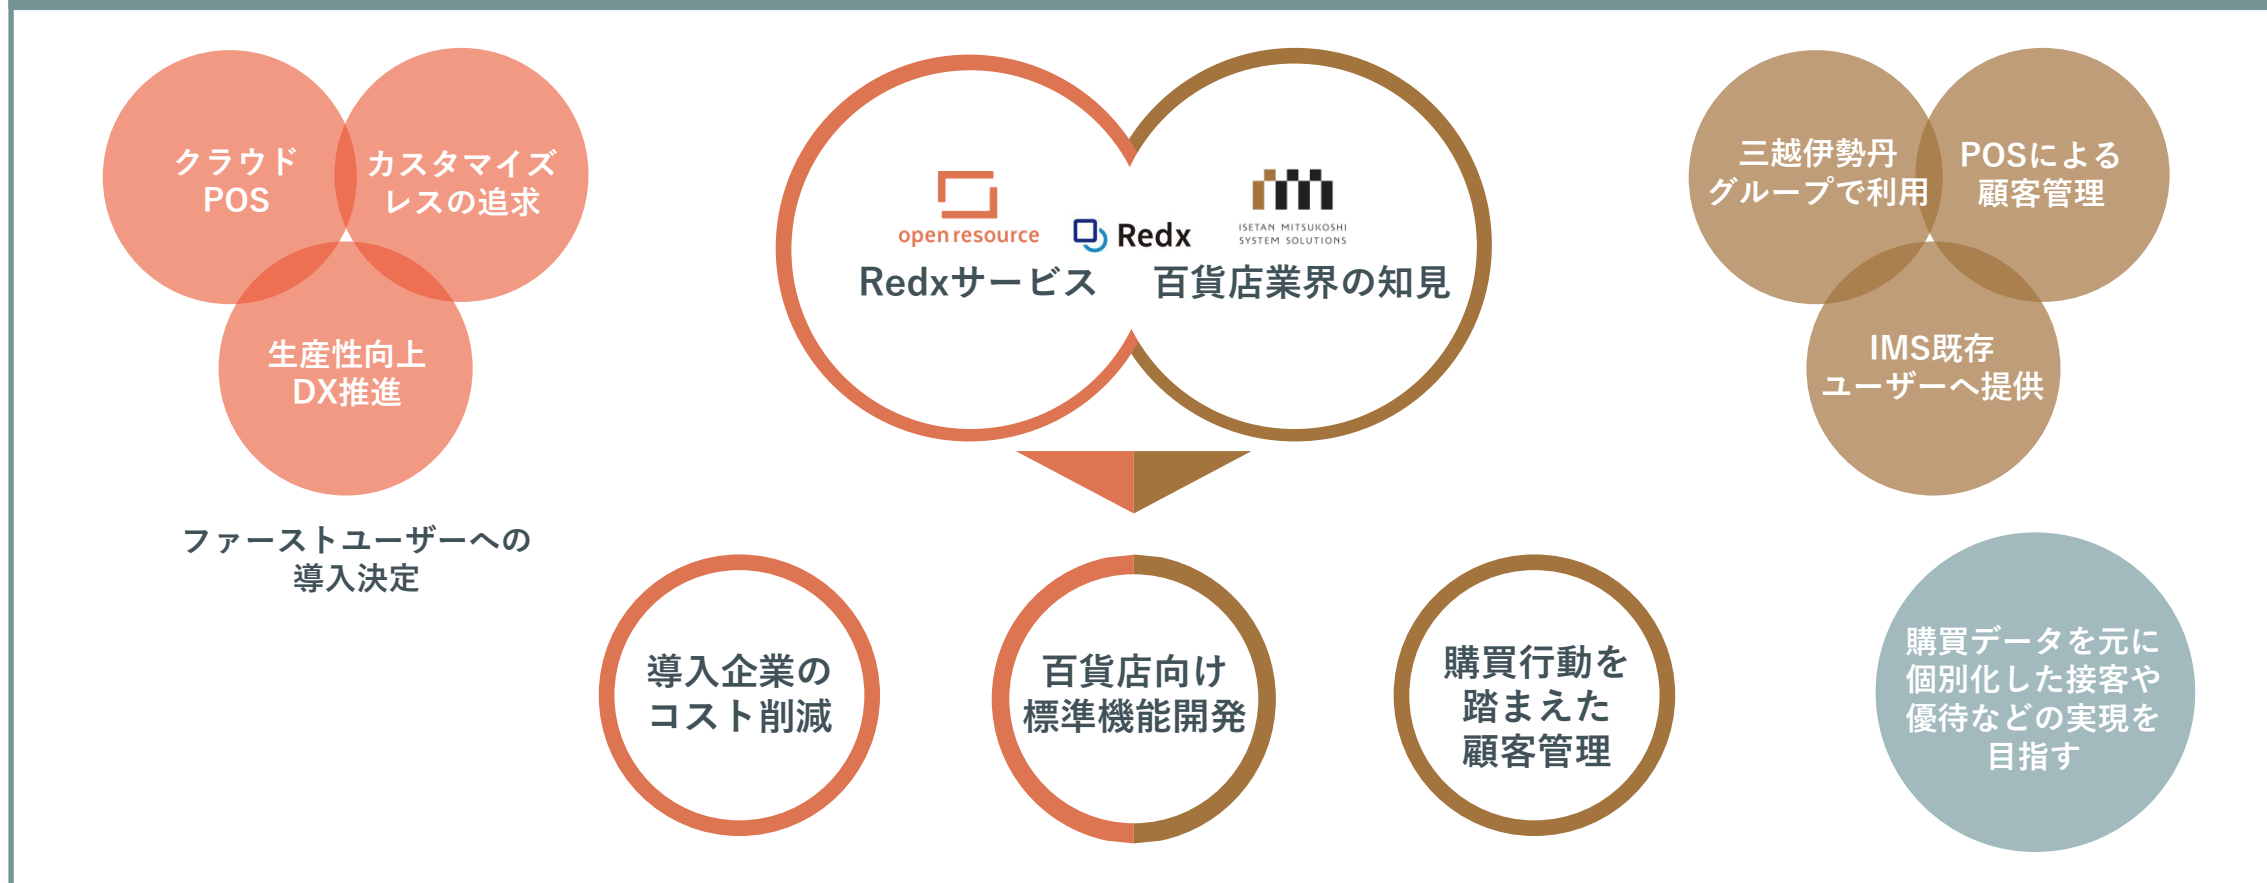 クラウド
POS
カスタマイズ
レスの追求
生産性向上
DX推進
ファーストユーザーへの
導入決定
open resource
Redx
ISETAN MITSUKOSHI
SYSTEM SOLUTIONS
Redxサービス
百貨店業界の知見
導入企業の
コスト削減
百貨店向け
標準機能開発
購買行動を
踏まえた
顧客管理
三越伊勢丹
グループで利用
POSによる
顧客管理
IMS既存
ユーザーへ提供
購買データを元に
個別化した接客や
優待などの実現を
目指す